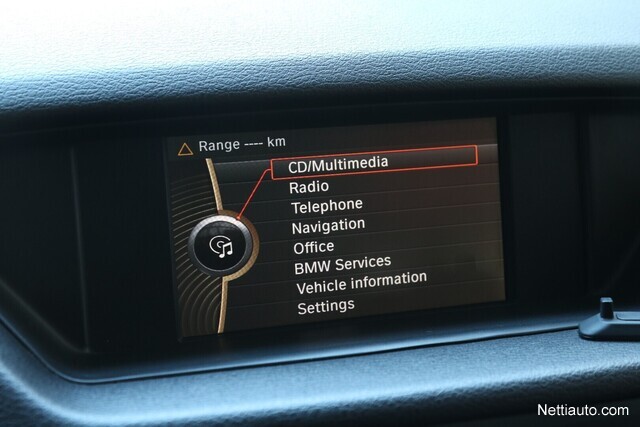 Range ---- km
CD/Multimedia
Radio
Telephone
Navigation
Office
BMW Services
Vehicle information
Settings
Nettiauto.com